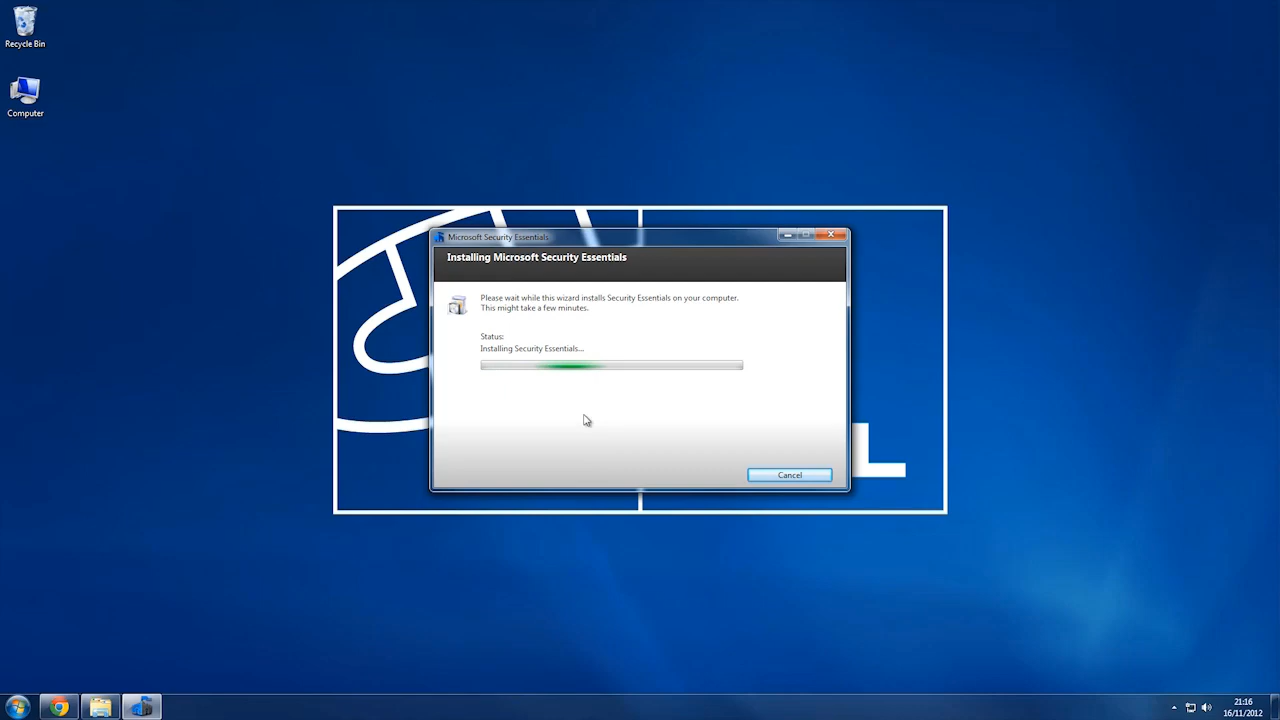 Recycle Bin
Computer
Microsoft Security Essentials
Installing Microsoft Security Essentials
Please wait while this wizard installs Security Essentials on your computer.
This might take a few minutes.
Status:
Installing Security Essentials...
Cancel
21:16
16/11/2012